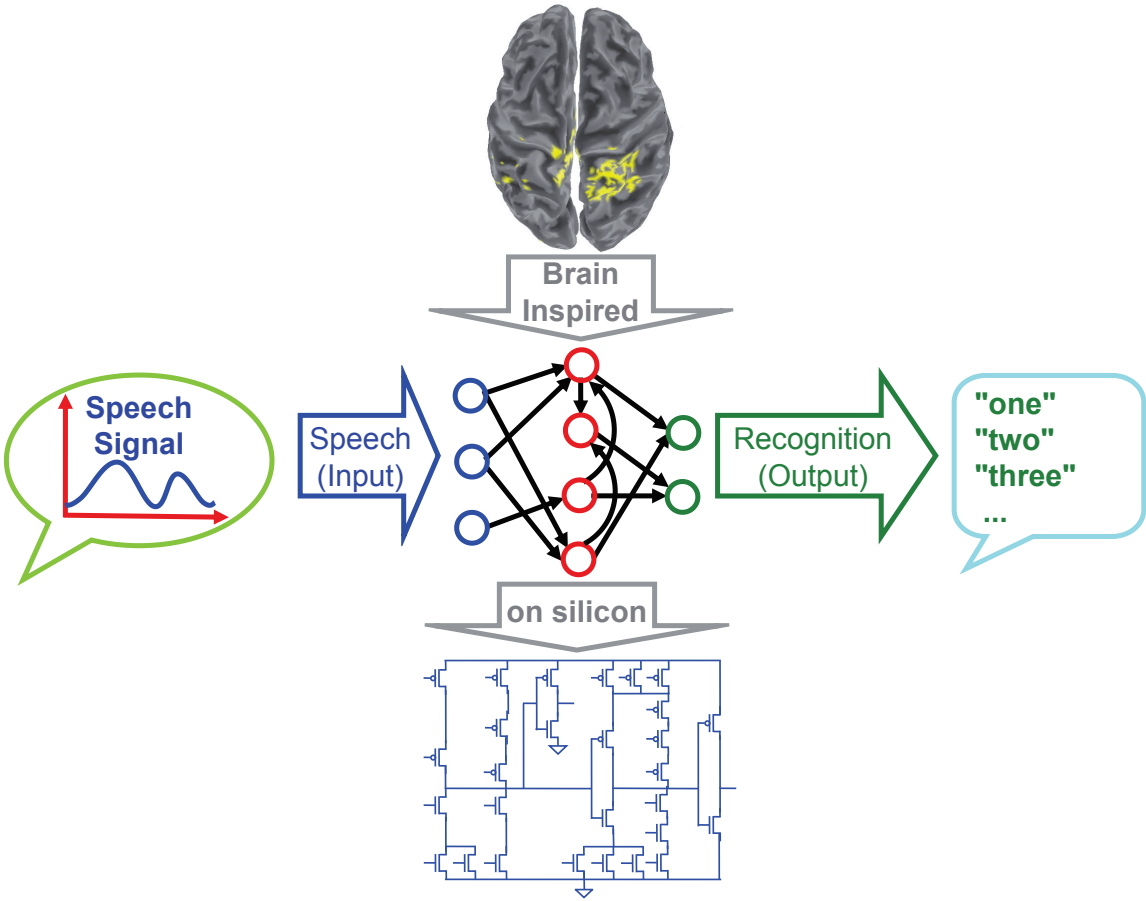 Brain
Inspired
Speech
Signal
Speech
(Input)
Recognition
(Output)
"one"
"two"
"three"
...
on silicon